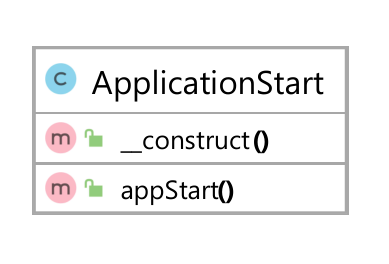 c ApplicationStart
m __construct()
m appStart()